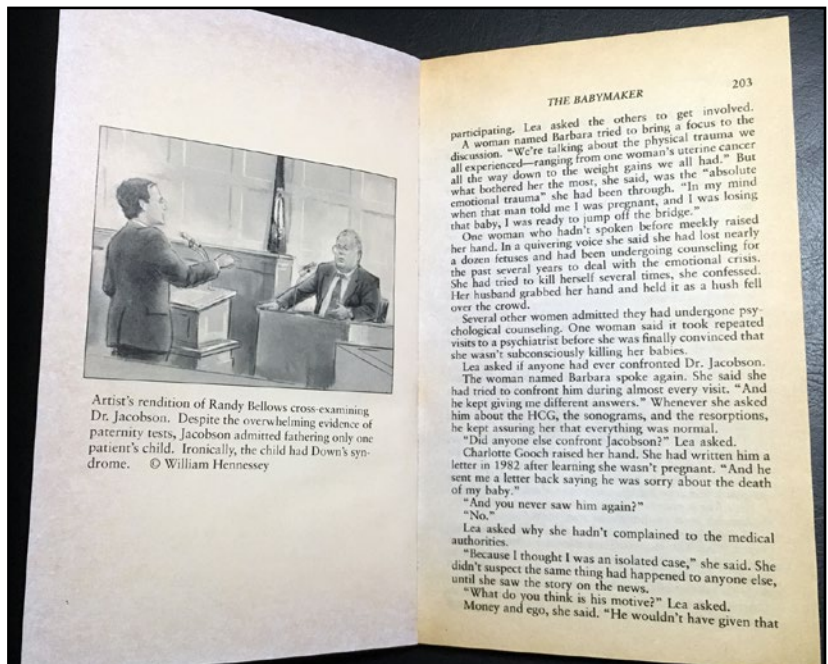 Artist's rendition of Randy Bellows cross-examining
Dr. Jacobson. Despite the overwhelming evidence of
paternity tests, Jacobson admitted fathering only one
patient's child. Ironically, the child had Down's syn-
drome. © William Hennessey
THE BABYMAKER 203
participating. Lea asked the others to get involved.
A woman named Barbara tried to bring a focus to the
discussion. "We're talking about the physical trauma we
all experienced—ranging from one woman's uterine cancer
all the way down to the weight gains we all had." But
what bothered her the most, she said, was the "absolute
emotional trauma" she had been through. "In my mind
when that man told me I was pregnant, and I was losing
that baby, I was ready to jump off the bridge."
One woman who hadn't spoken before meekly raised
her hand. In a quivering voice she said she had lost nearly
a dozen fetuses and had been undergoing counseling for
the past several years to deal with the emotional crisis.
She had tried to kill herself several times, she confessed.
Her husband grabbed her hand and held it as a hush fell
over the crowd.
Several other women admitted they had undergone psy-
chological counseling. One woman said it took repeated
visits to a psychiatrist before she was finally convinced that
she wasn't subconsciously killing her babies.
Lea asked if anyone had ever confronted Dr. Jacobson.
The woman named Barbara spoke again. She said she
had tried to confront him during almost every visit. "And
he kept giving me different answers." Whenever she asked
him about the HCG, the sonograms, and the resorptions,
he kept assuring her that everything was normal.
"Did anyone else confront Jacobson?" Lea asked.
Charlotte Gooch raised her hand. She had written him a
letter in 1982 after learning she wasn't pregnant. "And he
sent me a letter back saying he was sorry about the death
of my baby."
"And you never saw him again?"
"No."
Lea asked why she hadn't complained to the medical
authorities.
"Because I thought I was an isolated case," she said. She
didn't suspect the same thing had happened to anyone else,
until she saw the story on the news.
"What do you think is his motive?" Lea asked.
Money and ego, she said. "He wouldn't have given that